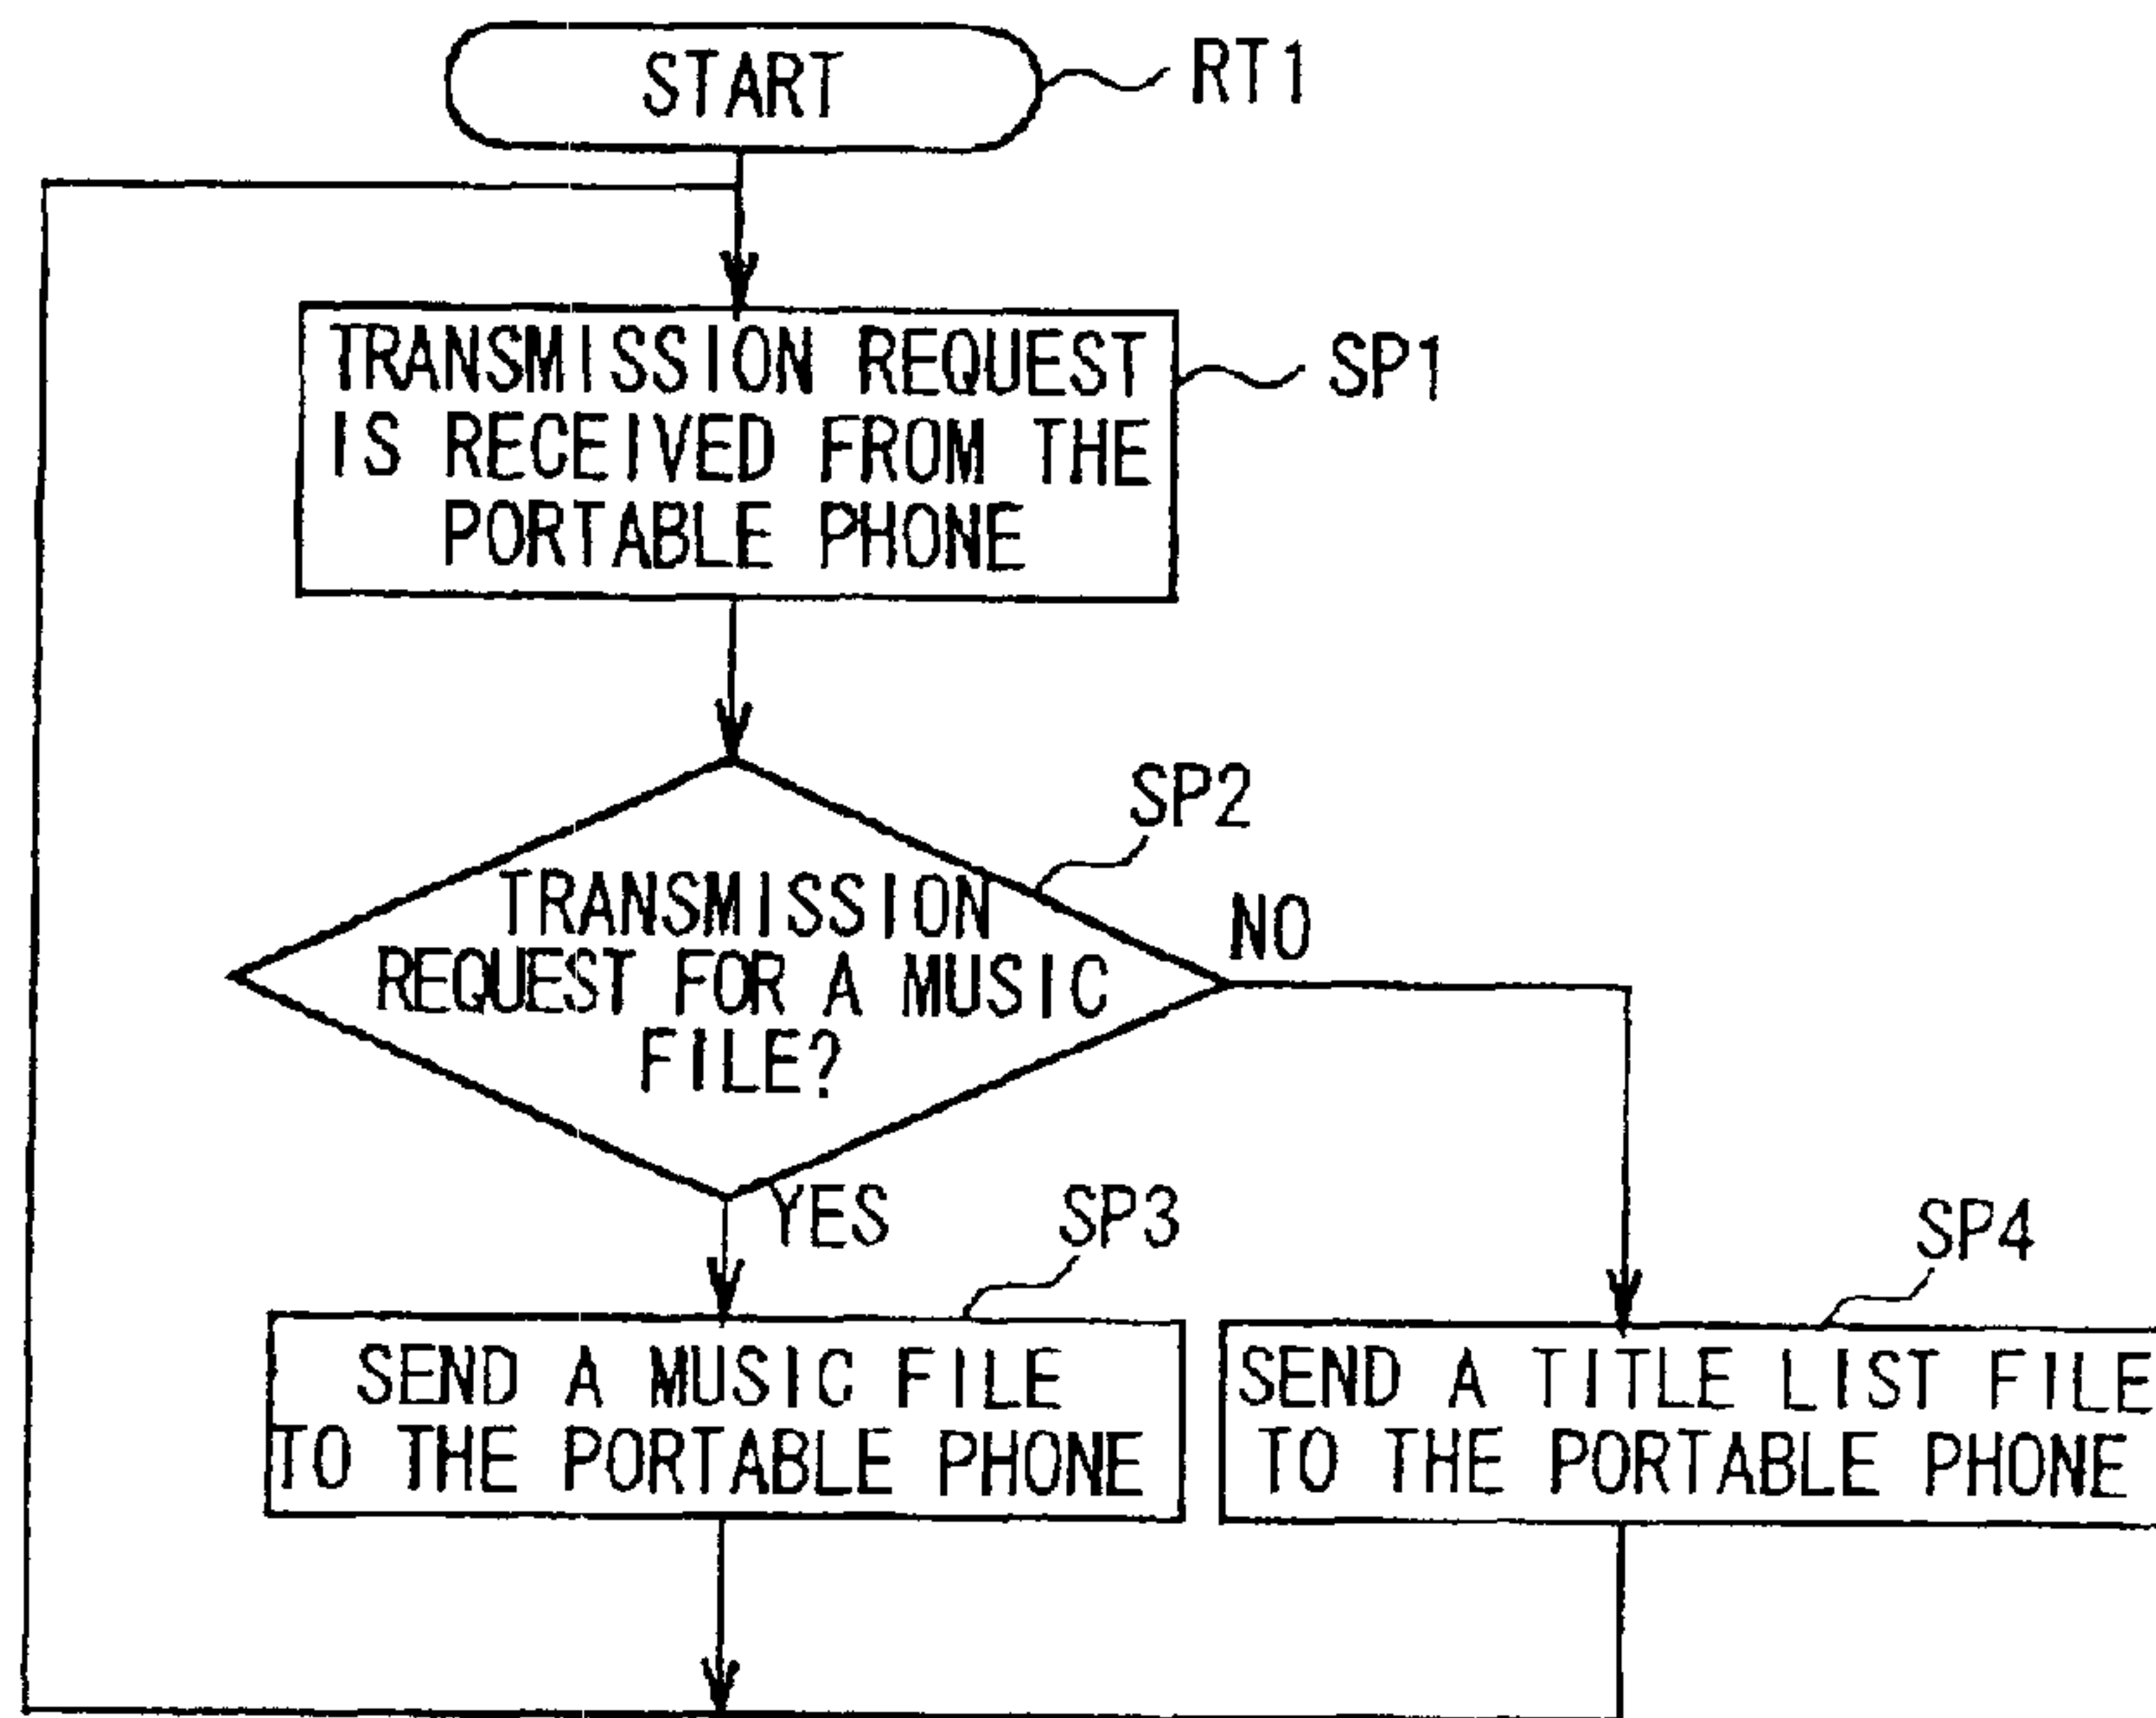 START
RT1
TRANSMISSION REQUEST
IS RECEIVED FROM THE
PORTABLE PHONE
SP1
SP2
TRANSMISSION
REQUEST FOR A MUSIC
FILE?
NO
YES
SP3
SP4
SEND A MUSIC FILE
TO THE PORTABLE PHONE
SEND A TITLE LIST FILE
TO THE PORTABLE PHONE